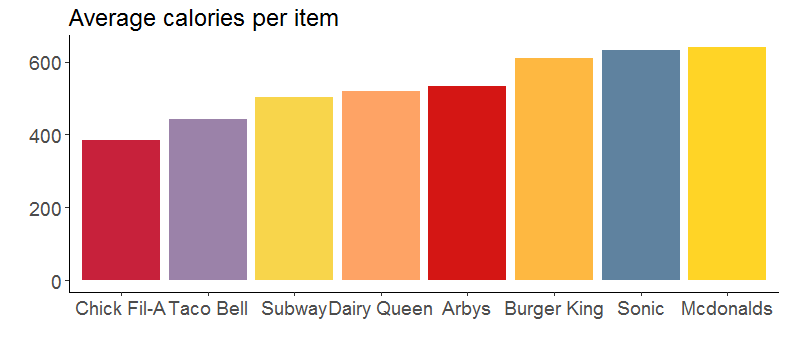 Average calories per item
600
400
200
0
Chick Fil-A Taco Bell Subway Dairy Queen Arbys Burger King Sonic Mcdonalds